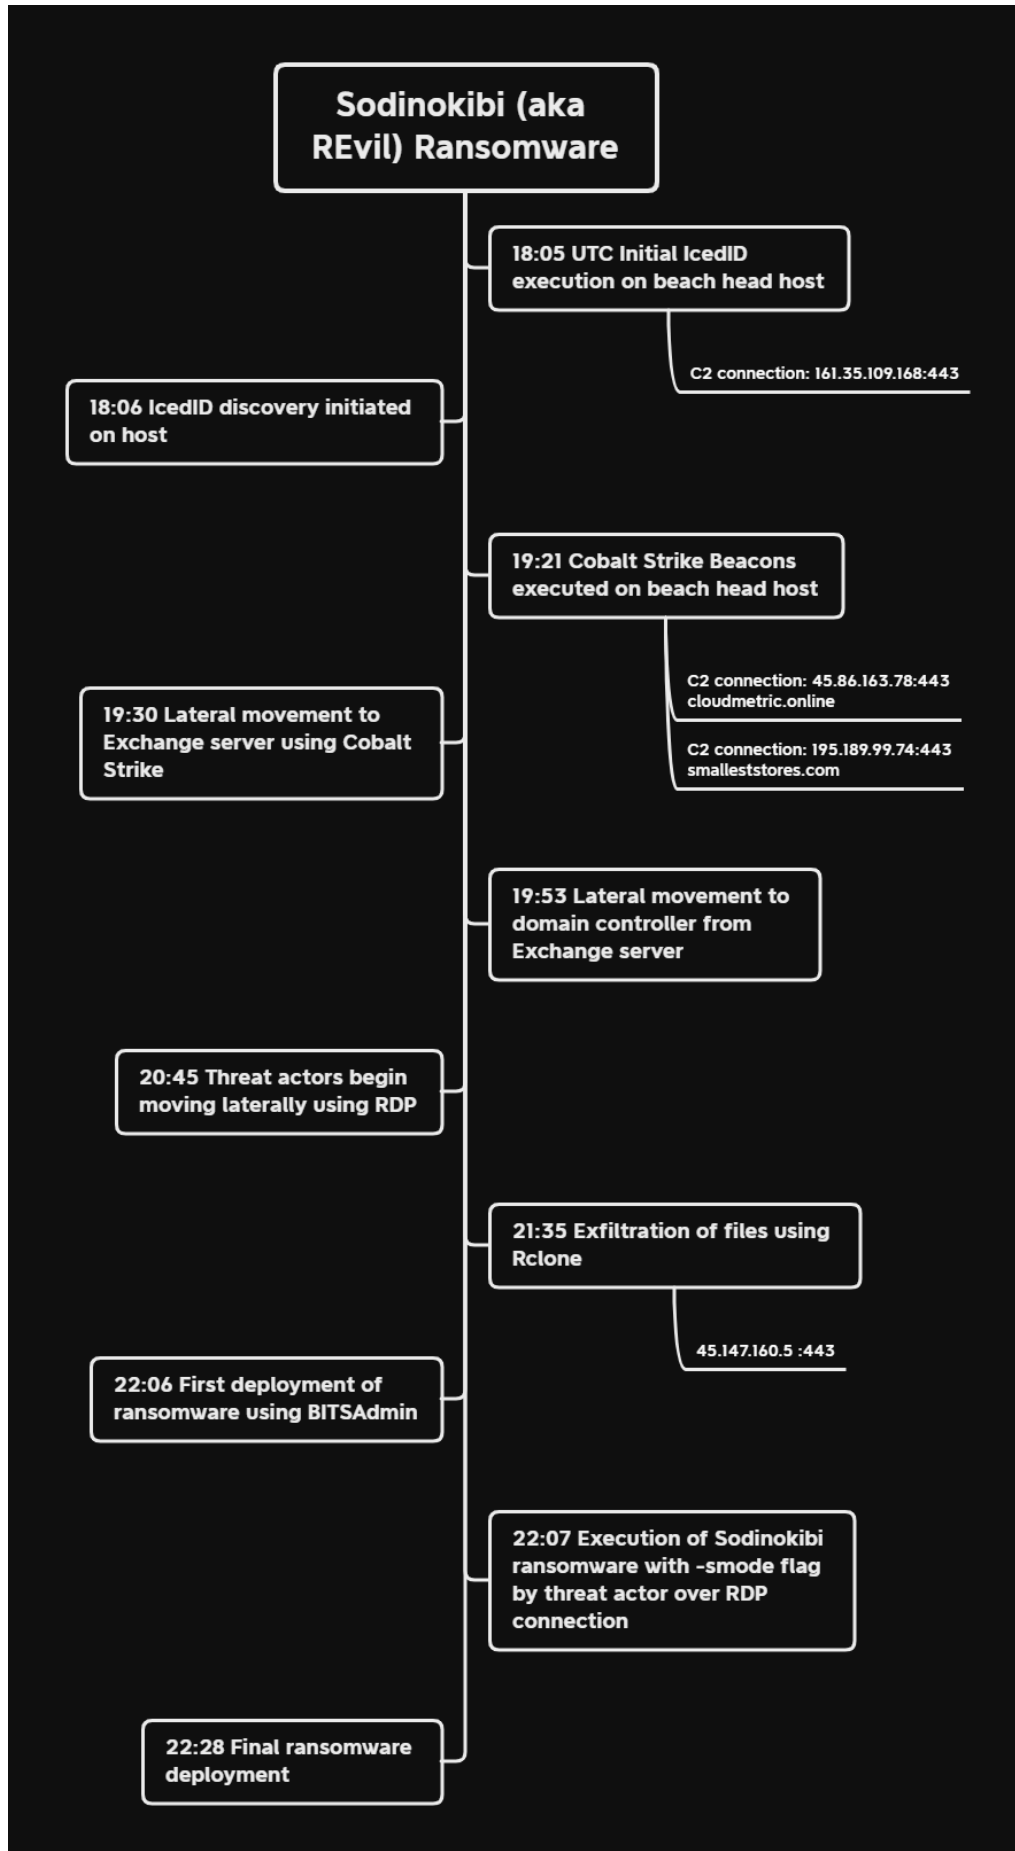 Sodinokibi (aka
REvil) Ransomware
18:05 UTC Initial IcedID
execution on beach head host
C2 connection: 161.35.109.168:443
18:06 IcedID discovery initiated
on host
19:21 Cobalt Strike Beacons
executed on beach head host
C2 connection: 45.86.163.78:443
cloudmetric.online
C2 connection: 195.189.99.74:443
smalleststores.com
19:30 Lateral movement to
Exchange server using Cobalt
Strike
19:53 Lateral movement to
domain controller from
Exchange server
20:45 Threat actors begin
moving laterally using RDP
21:35 Exfiltration of files using
Rclone
45.147.160.5 :443
22:06 First deployment of
ransomware using BITSAdmin
22:07 Execution of Sodinokibi
ransomware with -smode flag
by threat actor over RDP
connection
22:28 Final ransomware
deployment